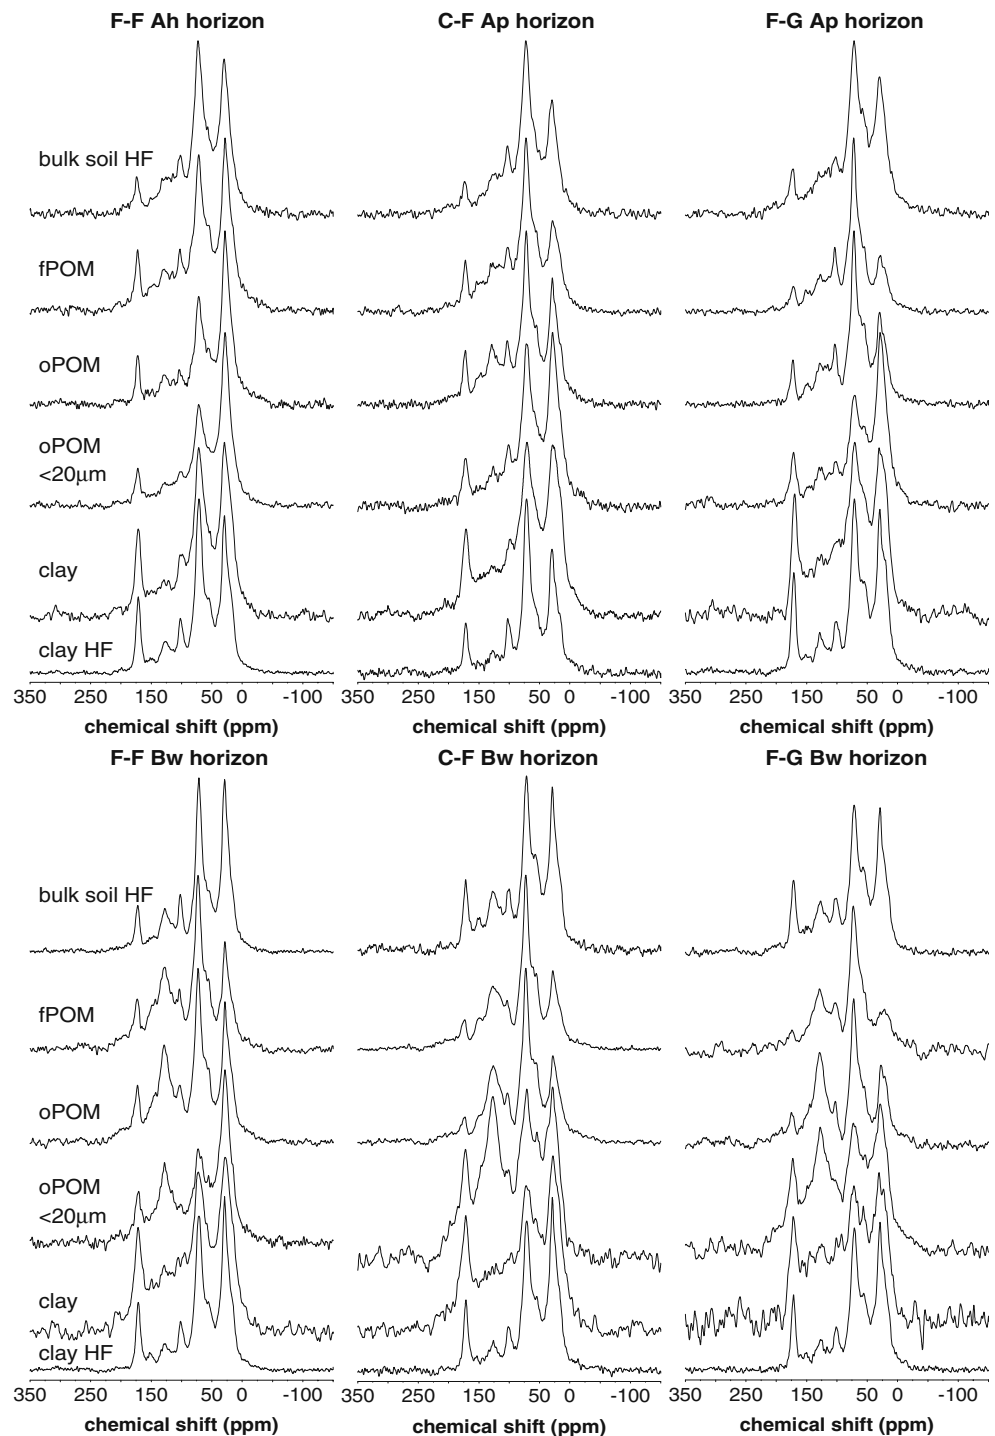 F-F Ah horizon C-F Ap horizon F-G Ap horizon
bulk soil HF
fPOM
oPOM
oPOM
<20µm
clay
clay HF
350 250 150 50 0 -100 350 250 150 50 0 -100 350 250 150 50 0 -100
chemical shift (ppm) chemical shift (ppm) chemical shift (ppm)
F-F Bw horizon C-F Bw horizon F-G Bw horizon
bulk soil HF
fPOM
oPOM
oPOM
<20µm
clay
clay HF
350 250 150 50 0 -100 350 250 150 50 0 -100 350 250 150 50 0 -100
chemical shift (ppm) chemical shift (ppm) chemical shift (ppm)